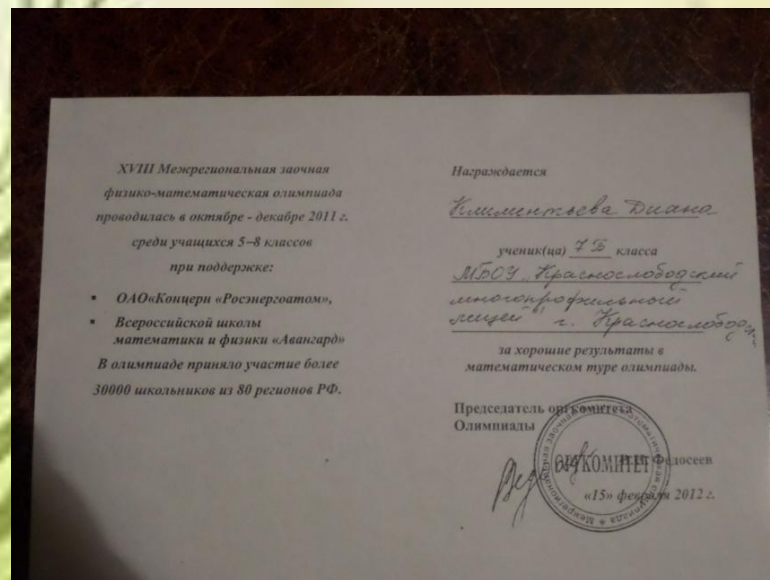 XVIII Межрегиональная заочная
физико-математическая олимпиада
проводилась в октябре - декабре 2011 г.
среди учащихся 5–8 классов
при поддержке:
▪ ОАО«Концерн «Росэнергоатом»,
▪ Всероссийской школы
математики и физики «Авангард»
В олимпиаде приняло участие более
30000 школьников из 80 регионов РФ.
Награждается
Климентьева Диана
ученик(ца) 7 Б класса
МБОУ „Краснослободский
многопрофильный
лицей" г. Краснослободск
за хорошие результаты в
математическом туре олимпиады.
Председатель оргкомитета
Олимпиады
ОРГКОМИТЕТ Федосеев
«15» февраля 2012 г.